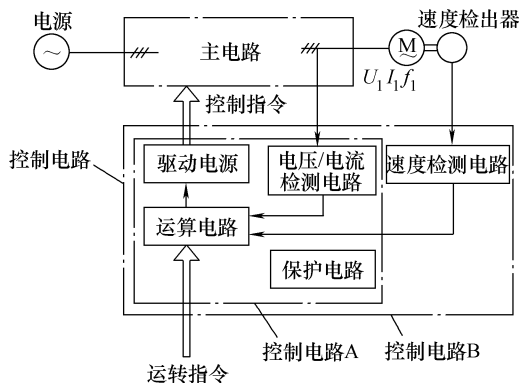 电源
~
主电路
M
~
速度检出器
U1 I1 f1
控制指令
控制电路
驱动电源
电压/电流
检测电路
速度检测电路
运算电路
保护电路
控制电路A
控制电路B
运转指令